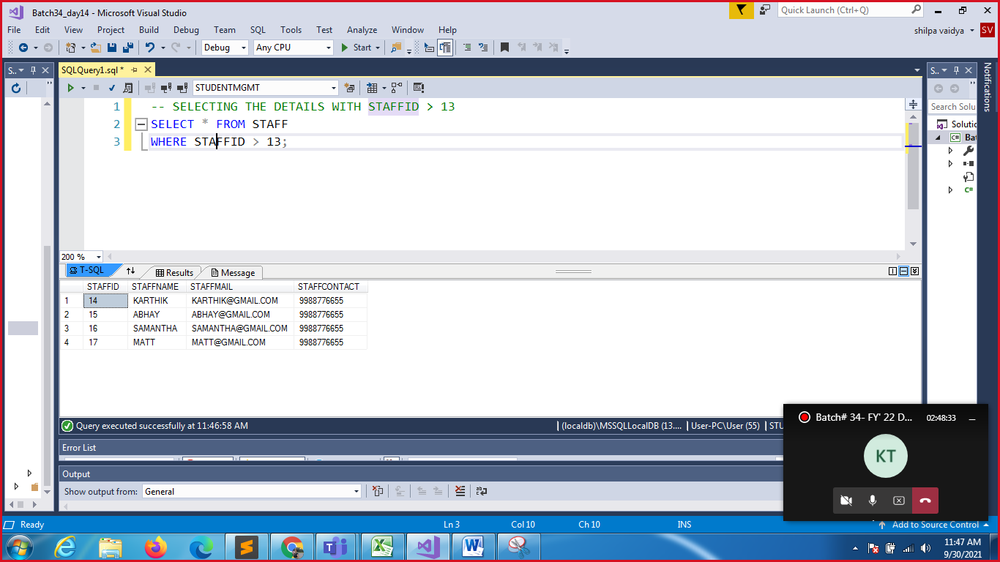 Batch34_day14 - Microsoft Visual Studio
Quick Launch (Ctrl+Q)
File Edit View Project Build Debug Team SQL Tools Test Analyze Window Help
shilpa vaidya SV
Debug Any CPU Start
S.. SQLQuery1.sql* S.. Notifications
STUDENTMGMT
Search Solu
1 -- SELECTING THE DETAILS WITH STAFFID > 13
2 SELECT * FROM STAFF
3 WHERE STAFFID > 13;
Solutio
C# Bat
C#
200 %
T-SQL Results Message
STAFFID STAFFNAME STAFFMAIL STAFFCONTACT
1 14 KARTHIK KARTHIK@GMAIL.COM 9988776655
2 15 ABHAY ABHAY@GMAIL.COM 9988776655
3 16 SAMANTHA SAMANTHA@GMAIL.COM 9988776655
4 17 MATT MATT@GMAIL.COM 9988776655
Query executed successfully at 11:46:58 AM (localdb)\MSSQLLocalDB (13.... User-PC\User (55) STU
Batch# 34- FY' 22 D... 02:48:33
KT
Error List
Output
Show output from: General
Ready Ln 3 Col 10 Ch 10 INS Add to Source Control
11:47 AM
9/30/2021